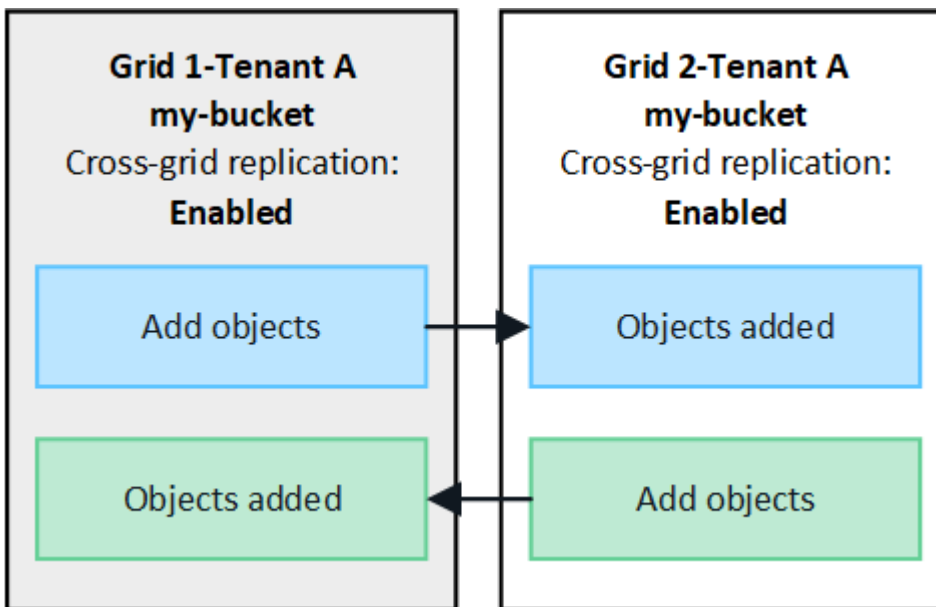 Grid 1-Tenant A
my-bucket
Cross-grid replication:
Enabled
Add objects
Objects added
Grid 2-Tenant A
my-bucket
Cross-grid replication:
Enabled
Objects added
Add objects